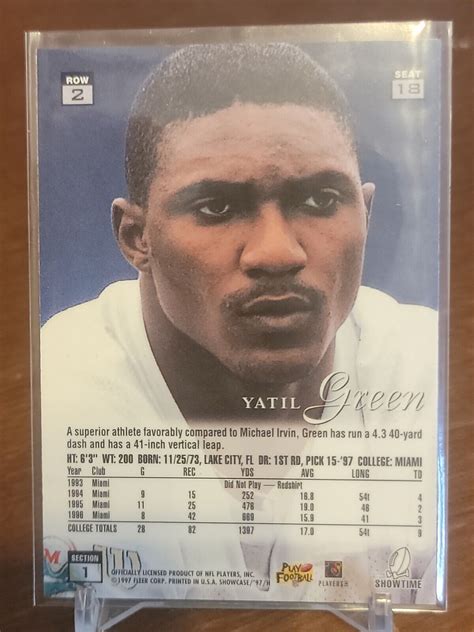 ROW
2
SEAT
18
YATIL Green
A superior athlete favorably compared to Michael Irvin, Green has run a 4.3 40-yard
dash and has a 41-inch vertical leap.
HT: 6'3" WT: 200 BORN: 11/25/73, LAKE CITY, FL DR: 1ST RD, PICK 15-'97 COLLEGE: MIAMI
Year Club G REC YDS AVG LONG TD
1993 Miami Did Not Play — Redshirt
1994 Miami 9 15 252 16.8 54t 4
1995 Miami 11 25 476 19.0 46 2
1996 Miami 8 42 669 15.9 41 3
COLLEGE TOTALS 28 82 1397 17.0 54t 9
SECTION
1
OFFICIALLY LICENSED PRODUCT OF NFL PLAYERS, INC.
©1997 FLEER CORP. PRINTED IN U.S.A. SHOWCASE/'97/H
PLAY
FOOTBALL
PLAYERS
SHOWTIME